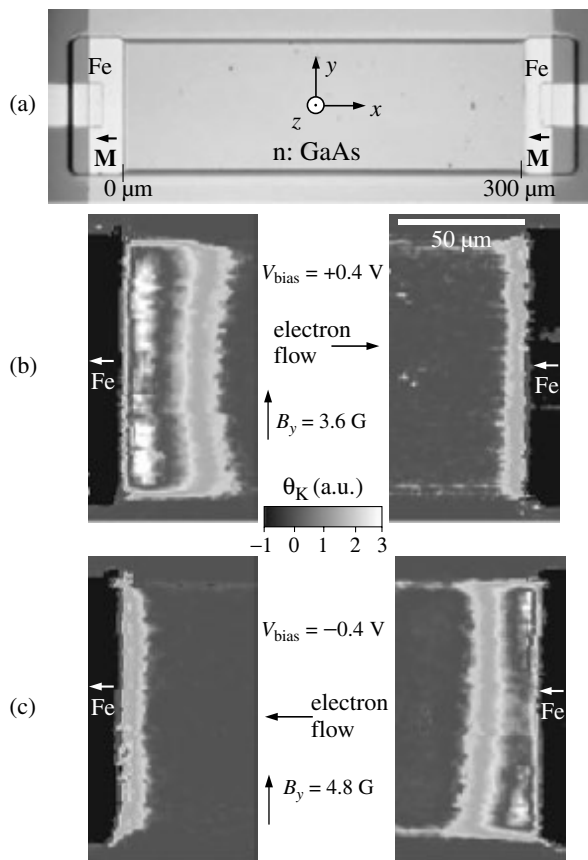 (a)
Fe
Fe
y
x
z
n: GaAs
M
M
0 μm
300 μm
(b)
50 μm
V_bias = +0.4 V
electron
flow
Fe
Fe
B_y = 3.6 G
θ_K (a.u.)
−1 0 1 2 3
(c)
V_bias = −0.4 V
Fe
Fe
electron
flow
B_y = 4.8 G